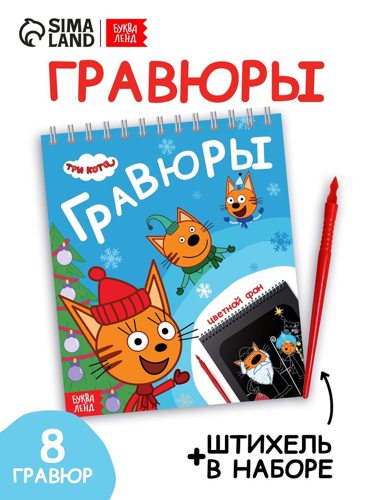 SIMA
LAND
БУКВА
ЛЕНД
ГРАВЮРЫ
ТРИ КОТА
ГРАВЮРЫ
ЦВЕТНОЙ ФОН
БУКВА
ЛЕНД
8
ГРАВЮР
+ШТИХЕЛЬ
В НАБОРЕ